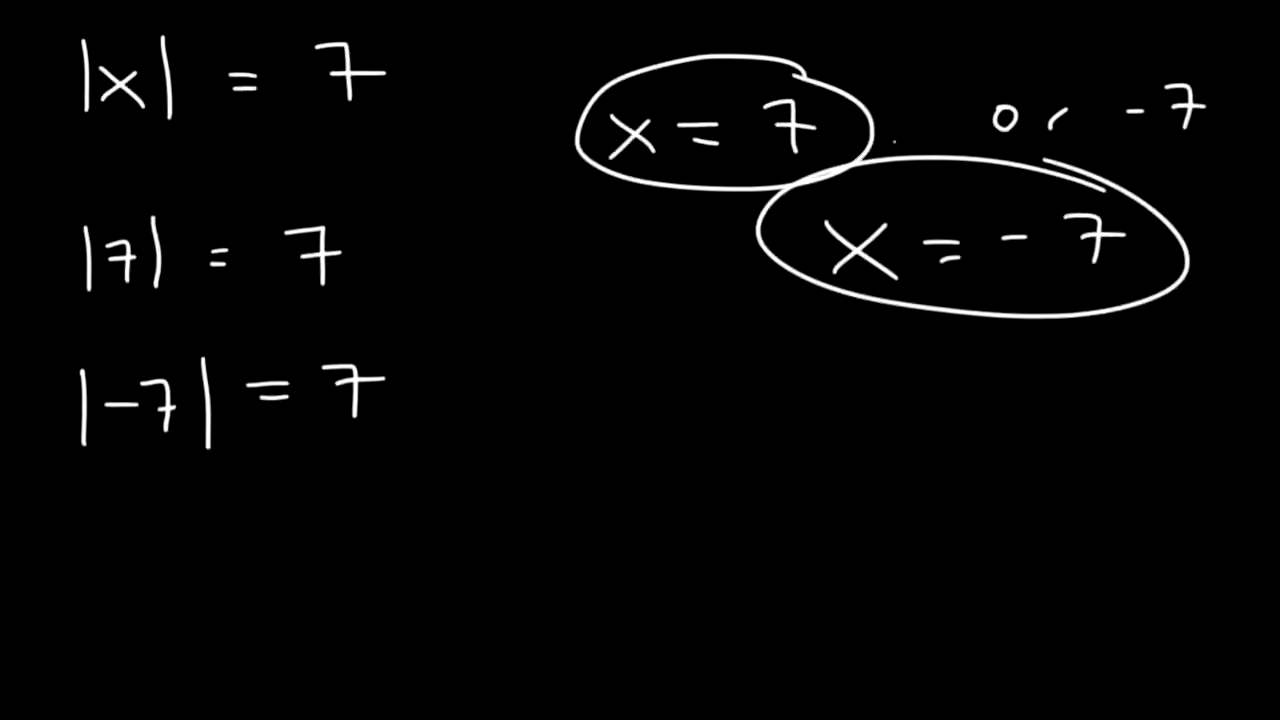 |x| = 7
x = 7 or -7
x = -7
|7| = 7
|-7| = 7